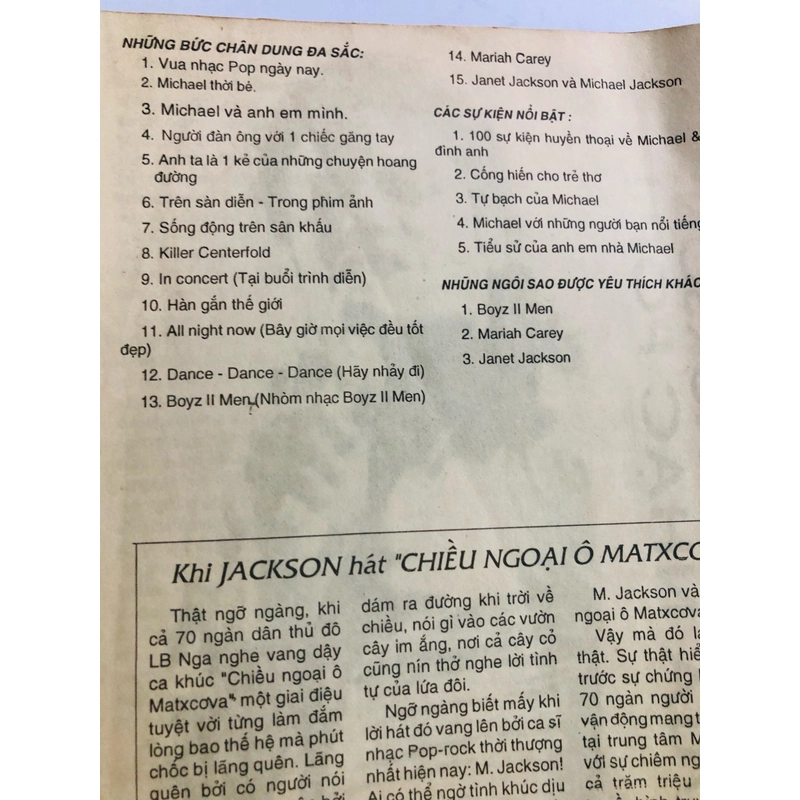 NHỮNG BỨC CHÂN DUNG ĐA SẮC:
1. Vua nhạc Pop ngày nay.
2. Michael thời bé.
3. Michael và anh em mình.
4. Người đàn ông với 1 chiếc găng tay
5. Anh ta là 1 kẻ của những chuyện hoang
đường
6. Trên sàn diễn - Trong phim ảnh
7. Sống động trên sân khấu
8. Killer Centerfold
9. In concert (Tại buổi trình diễn)
10. Hàn gắn thế giới
11. All night now (Bây giờ mọi việc đều tốt
đẹp)
12. Dance - Dance - Dance (Hãy nhảy đi)
13. Boyz II Men (Nhòm nhạc Boyz II Men)
14. Mariah Carey
15. Janet Jackson và Michael Jackson
CÁC SỰ KIỆN NỔI BẬT :
1. 100 sự kiện huyền thoại về Michael &
đình anh
2. Cống hiến cho trẻ thơ
3. Tự bạch của Michael
4. Michael với những người bạn nổi tiếng
5. Tiểu sử của anh em nhà Michael
NHỮNG NGÔI SAO ĐƯỢC YÊU THÍCH KHÁC
1. Boyz II Men
2. Mariah Carey
3. Janet Jackson
Khi JACKSON hát "CHIỀU NGOẠI Ô MATXCO
Thật ngỡ ngàng, khi
cả 70 ngàn dân thủ đô
LB Nga nghe vang dậy
ca khúc "Chiều ngoại ô
Matxcơva" một giai điệu
tuyệt vời từng làm đắm
lòng bao thế hệ mà phút
chốc bị lãng quên. Lãng
quên bởi có người nói
dám ra đường khi trời về
chiều, nói gì vào các vườn
cây im ắng, nơi cả cây cỏ
cũng nín thở nghe lời tình
tự của lứa đôi.
Ngỡ ngàng biết mấy khi
lời hát đó vang lên bởi ca sĩ
nhạc Pop-rock thời thượng
nhất hiện nay: M. Jackson!
Ai có thể ngờ tình khúc dịu
M. Jackson và
ngoại ô Matxcơva
Vậy mà đó là
thật. Sự thật hiể
trước sự chứng
70 ngàn người
vận động mang t
tại trung tâm M
với sự chiêm ng
cả trăm triệu